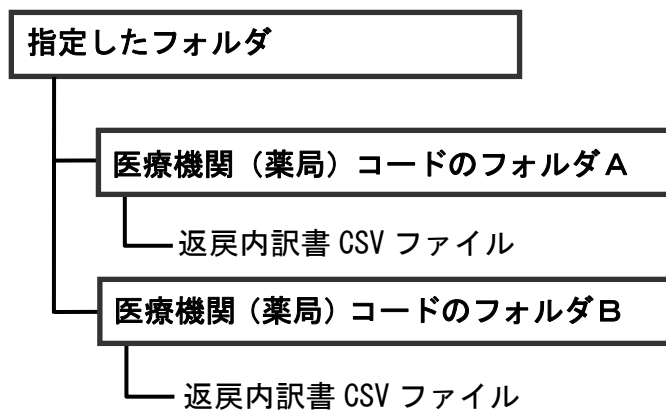 指定したフォルダ
医療機関（薬局）コードのフォルダA
返戻内訳書 CSV ファイル
医療機関（薬局）コードのフォルダB
返戻内訳書 CSV ファイル